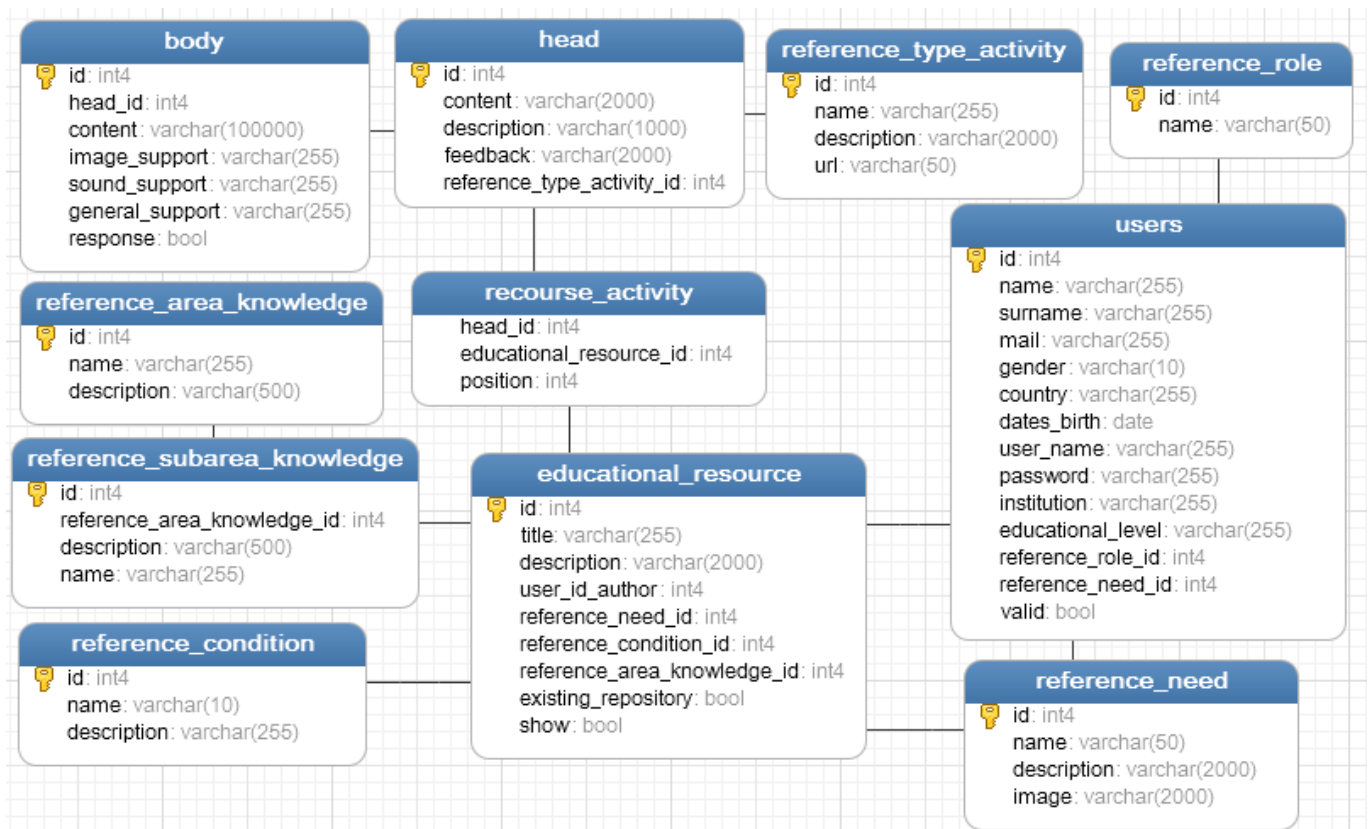 body
id: int4
head_id: int4
content: varchar(100000)
image_support: varchar(255)
sound_support: varchar(255)
general_support: varchar(255)
response: bool
head
id: int4
content: varchar(2000)
description: varchar(1000)
feedback: varchar(2000)
reference_type_activity_id: int4
reference_type_activity
id: int4
name: varchar(255)
description: varchar(2000)
url: varchar(50)
reference_role
id: int4
name: varchar(50)
users
id: int4
name: varchar(255)
surname: varchar(255)
mail: varchar(255)
gender: varchar(10)
country: varchar(255)
dates_birth: date
user_name: varchar(255)
password: varchar(255)
institution: varchar(255)
educational_level: varchar(255)
reference_role_id: int4
reference_need_id: int4
valid: bool
reference_area_knowledge
id: int4
name: varchar(255)
description: varchar(500)
recourse_activity
head_id: int4
educational_resource_id: int4
position: int4
reference_subarea_knowledge
id: int4
reference_area_knowledge_id: int4
description: varchar(500)
name: varchar(255)
educational_resource
id: int4
title: varchar(255)
description: varchar(2000)
user_id_author: int4
reference_need_id: int4
reference_condition_id: int4
reference_area_knowledge_id: int4
existing_repository: bool
show: bool
reference_condition
id: int4
name: varchar(10)
description: varchar(255)
reference_need
id: int4
name: varchar(50)
description: varchar(2000)
image: varchar(2000)